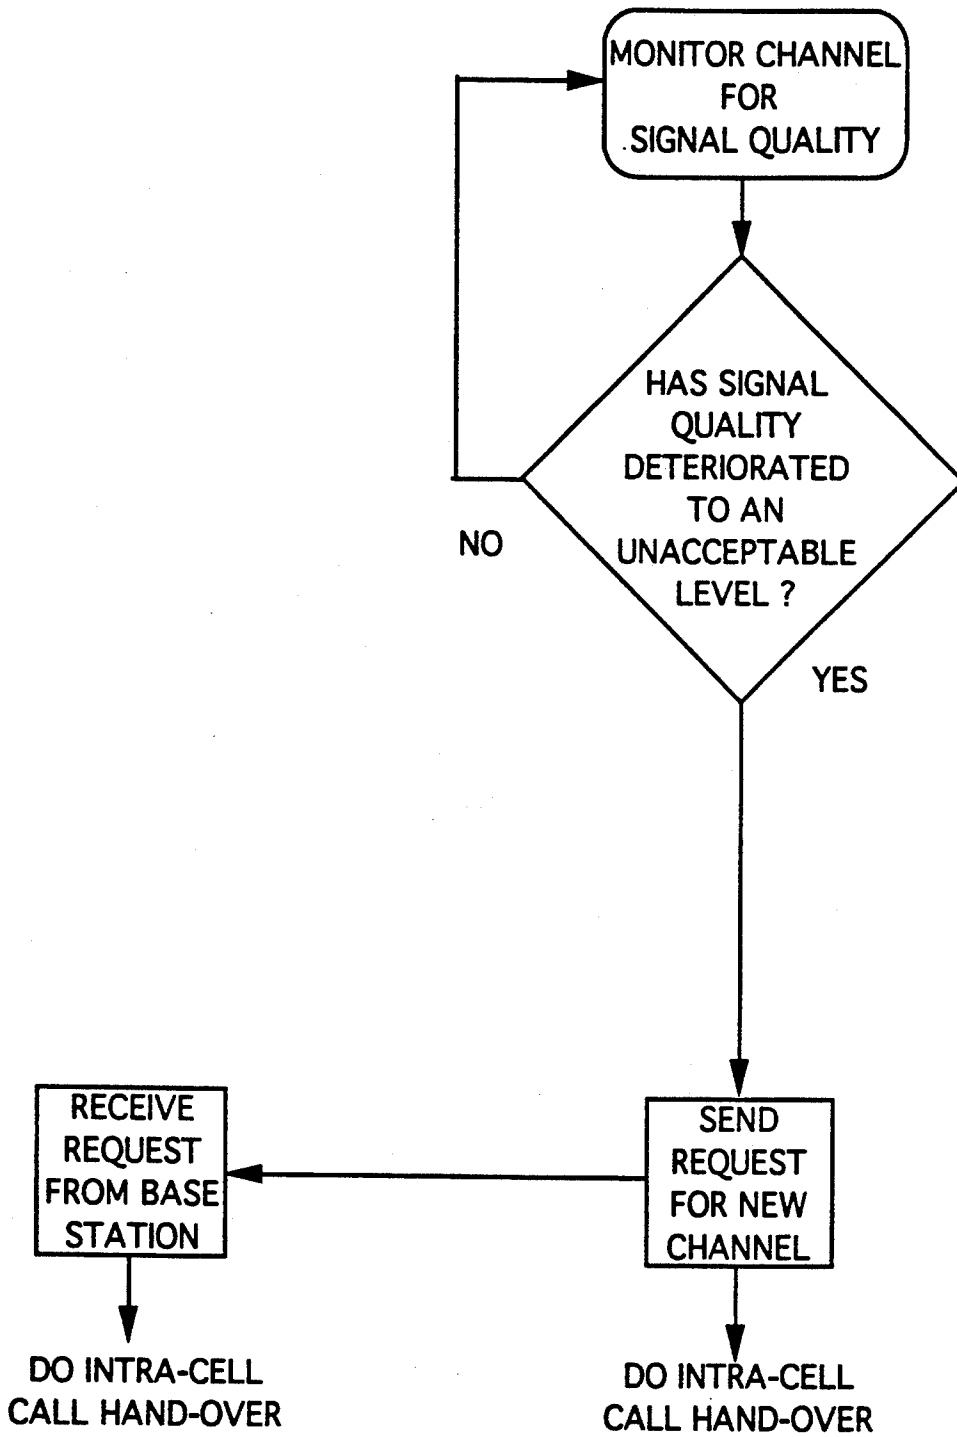 MONITOR CHANNEL
FOR
SIGNAL QUALITY
HAS SIGNAL
QUALITY
DETERIORATED
TO AN
UNACCEPTABLE
LEVEL ?
NO
YES
RECEIVE
REQUEST
FROM BASE
STATION
SEND
REQUEST
FOR NEW
CHANNEL
DO INTRA-CELL
CALL HAND-OVER
DO INTRA-CELL
CALL HAND-OVER